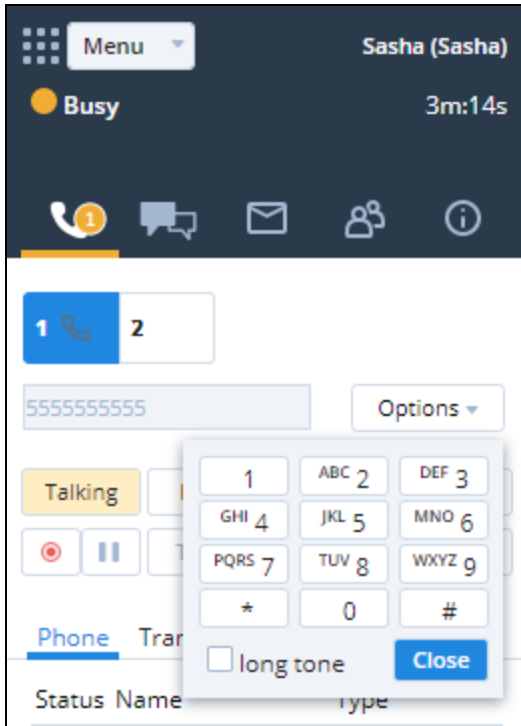 Menu Sasha (Sasha)
Busy 3m:14s
1
1 2
5555555555 Options
Talking
1 ABC 2 DEF 3
GHI 4 JKL 5 MNO 6
PQRS 7 TUV 8 WXYZ 9
* 0 #
long tone Close
Phone
Status Name Type